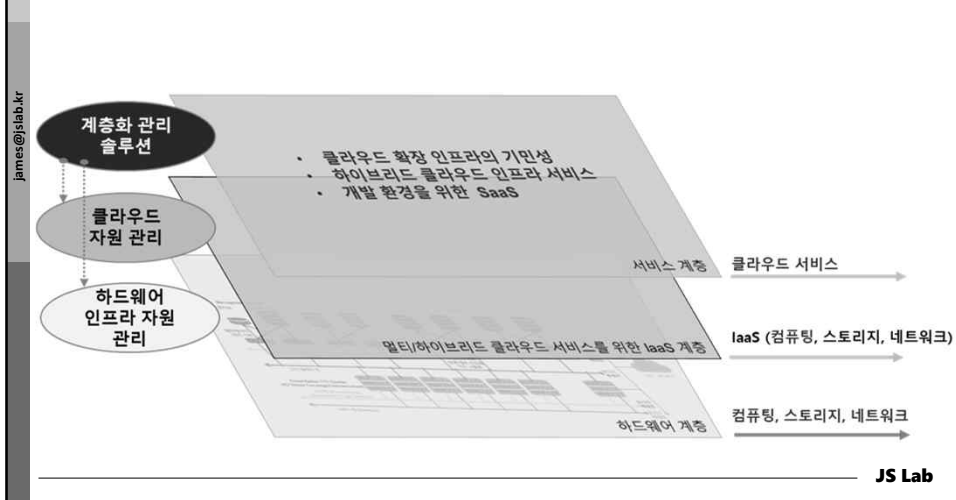 james@jslab.kr
계층화 관리
솔루션
클라우드
자원 관리
하드웨어
인프라 자원
관리
• 클라우드 확장 인프라의 기민성
• 하이브리드 클라우드 인프라 서비스
• 개발 환경을 위한 SaaS
서비스 계층
클라우드 서비스
멀티/하이브리드 클라우드 서비스를 위한 IaaS 계층
IaaS (컴퓨팅, 스토리지, 네트워크)
하드웨어 계층
컴퓨팅, 스토리지, 네트워크
JS Lab